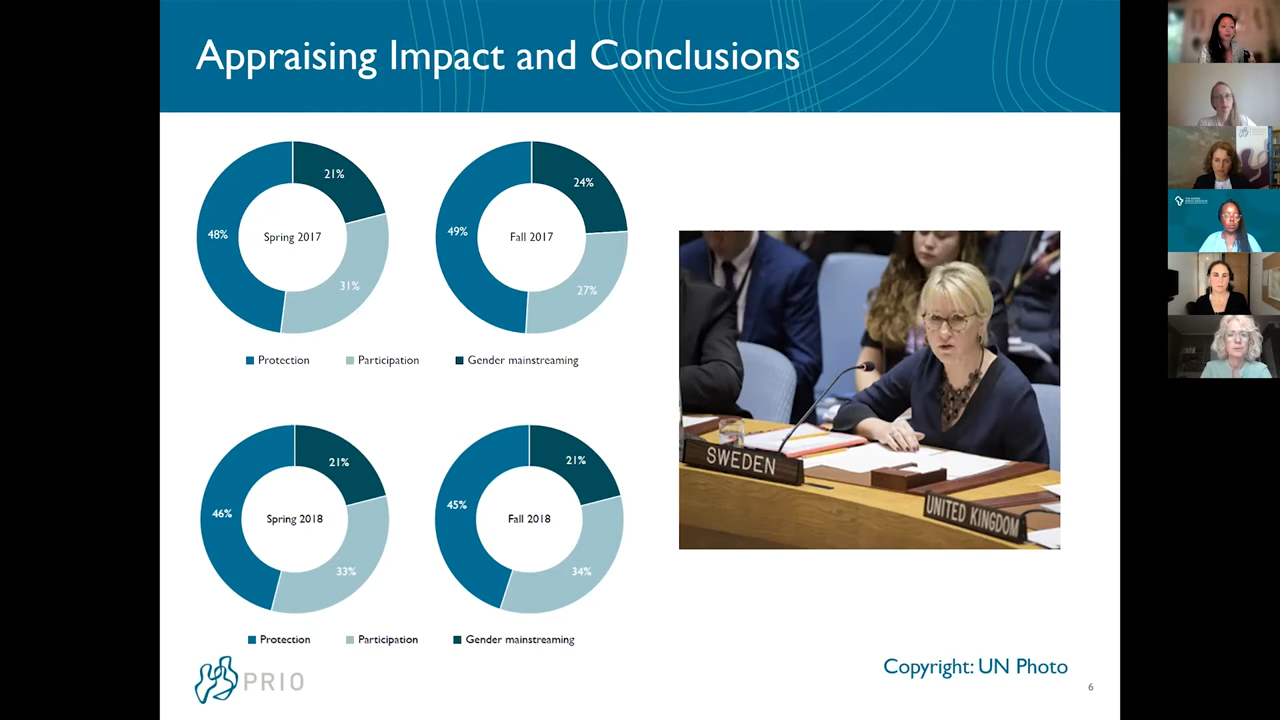 Appraising Impact and Conclusions
21%
48%
Spring 2017
31%
24%
49%
Fall 2017
27%
Protection
Participation
Gender mainstreaming
21%
46%
Spring 2018
33%
21%
45%
Fall 2018
34%
Protection
Participation
Gender mainstreaming
SWEDEN
UNITED KINGDOM
PRIO
Copyright: UN Photo
6